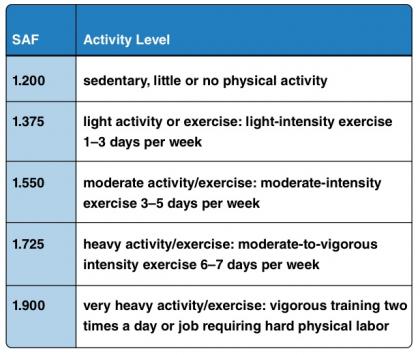 SAF Activity Level
1.200 sedentary, little or no physical activity
1.375 light activity or exercise: light-intensity exercise
1–3 days per week
1.550 moderate activity/exercise: moderate-intensity
exercise 3–5 days per week
1.725 heavy activity/exercise: moderate-to-vigorous
intensity exercise 6–7 days per week
1.900 very heavy activity/exercise: vigorous training two
times a day or job requiring hard physical labor